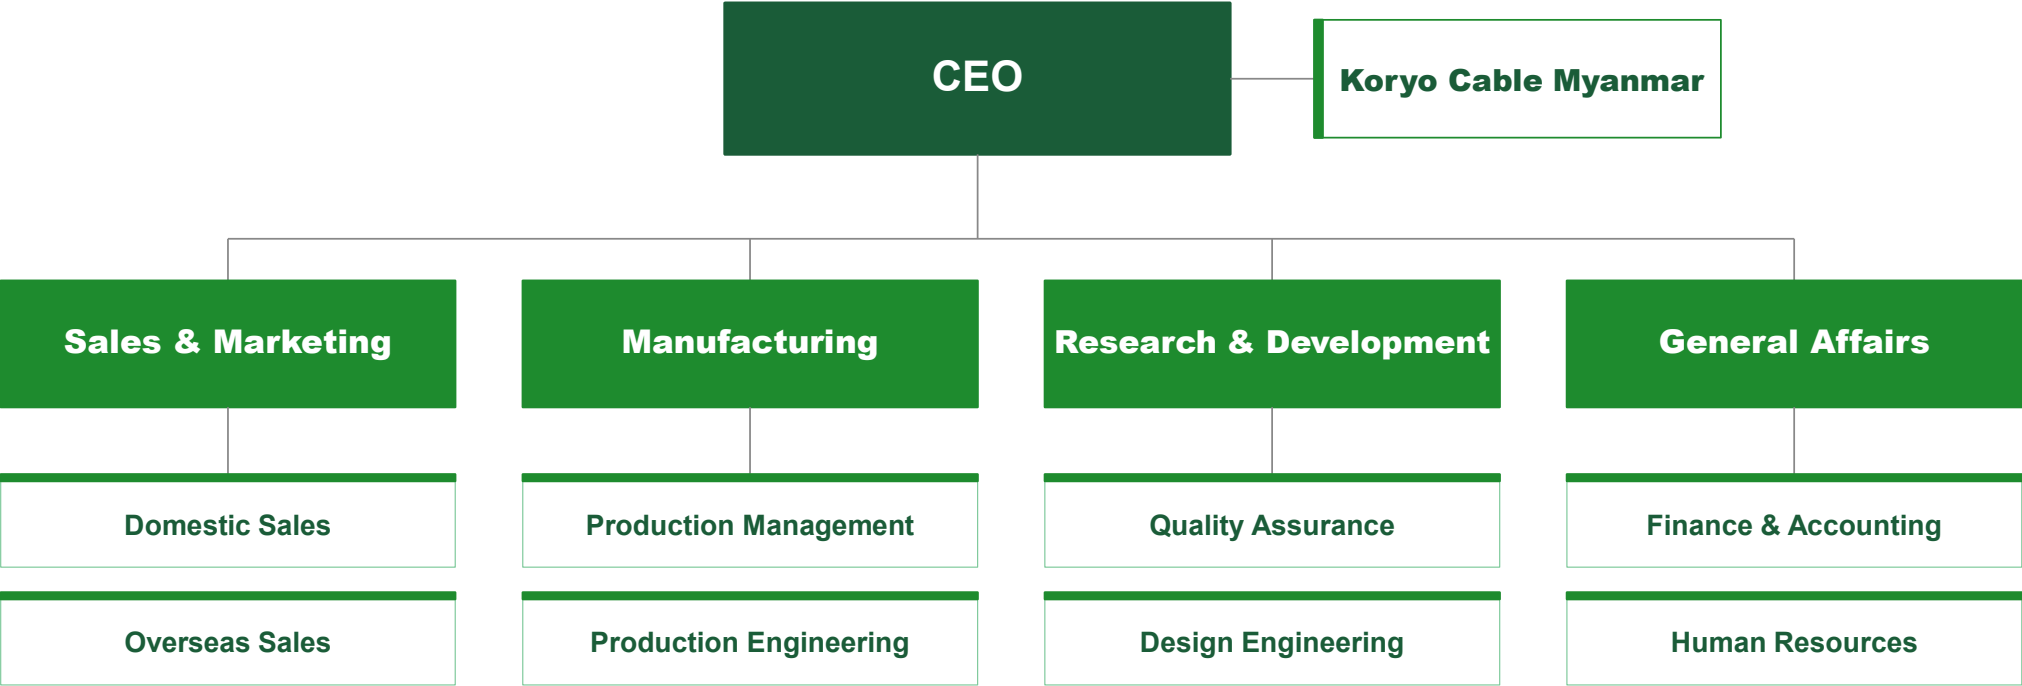 CEO
Koryo Cable Myanmar
Sales & Marketing
Manufacturing
Research & Development
General Affairs
Domestic Sales
Production Management
Quality Assurance
Finance & Accounting
Overseas Sales
Production Engineering
Design Engineering
Human Resources